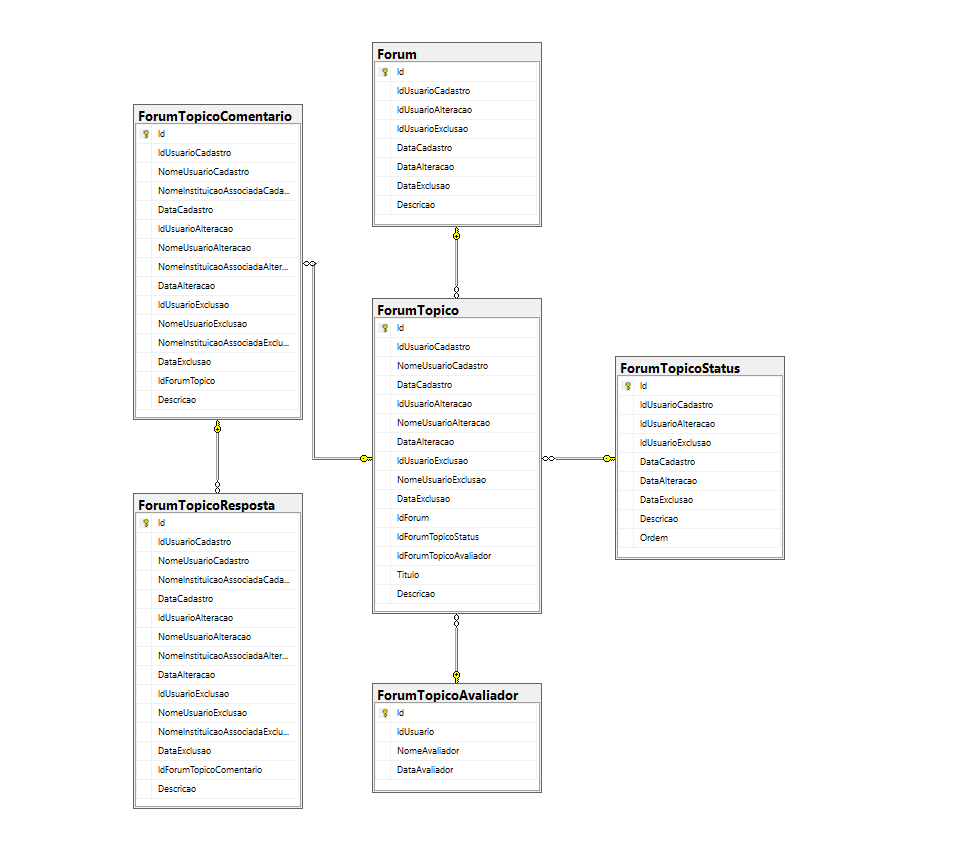 Forum
Id
IdUsuarioCadastro
IdUsuarioAlteracao
IdUsuarioExclusao
DataCadastro
DataAlteracao
DataExclusao
Descricao
ForumTopicoComentario
Id
IdUsuarioCadastro
NomeUsuarioCadastro
NomeInstituicaoAssociadaCada...
DataCadastro
IdUsuarioAlteracao
NomeUsuarioAlteracao
NomeInstituicaoAssociadaAlter...
DataAlteracao
IdUsuarioExclusao
NomeUsuarioExclusao
NomeInstituicaoAssociadaExclu...
DataExclusao
IdForumTopico
Descricao
ForumTopico
Id
IdUsuarioCadastro
NomeUsuarioCadastro
DataCadastro
IdUsuarioAlteracao
NomeUsuarioAlteracao
DataAlteracao
IdUsuarioExclusao
NomeUsuarioExclusao
DataExclusao
IdForum
IdForumTopicoStatus
IdForumTopicoAvaliador
Titulo
Descricao
ForumTopicoStatus
Id
IdUsuarioCadastro
IdUsuarioAlteracao
IdUsuarioExclusao
DataCadastro
DataAlteracao
DataExclusao
Descricao
Ordem
ForumTopicoResposta
Id
IdUsuarioCadastro
NomeUsuarioCadastro
NomeInstituicaoAssociadaCada...
DataCadastro
IdUsuarioAlteracao
NomeUsuarioAlteracao
NomeInstituicaoAssociadaAlter...
DataAlteracao
IdUsuarioExclusao
NomeUsuarioExclusao
NomeInstituicaoAssociadaExclu...
DataExclusao
IdForumTopicoComentario
Descricao
ForumTopicoAvaliador
Id
IdUsuario
NomeAvaliador
DataAvaliador